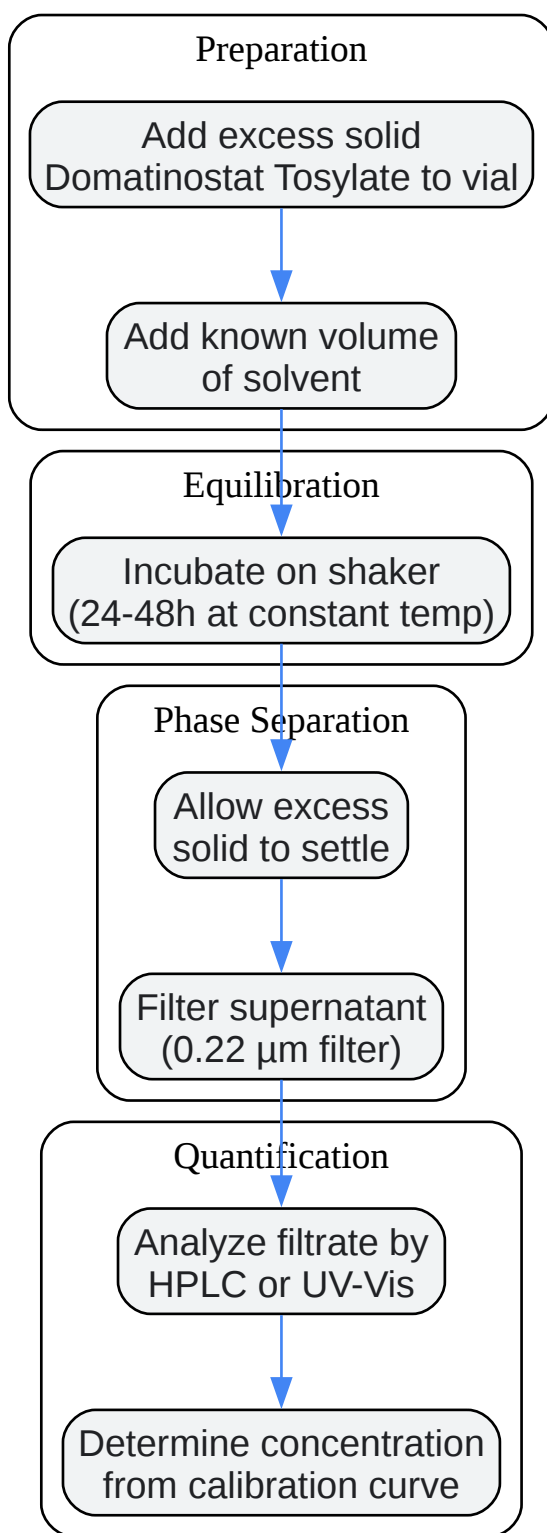 Preparation
Add excess solid
Domatinostat Tosylate to vial
Add known volume
of solvent
Equilibration
Incubate on shaker
(24-48h at constant temp)
Phase Separation
Allow excess
solid to settle
Filter supernatant
(0.22 µm filter)
Quantification
Analyze filtrate by
HPLC or UV-Vis
Determine concentration
from calibration curve